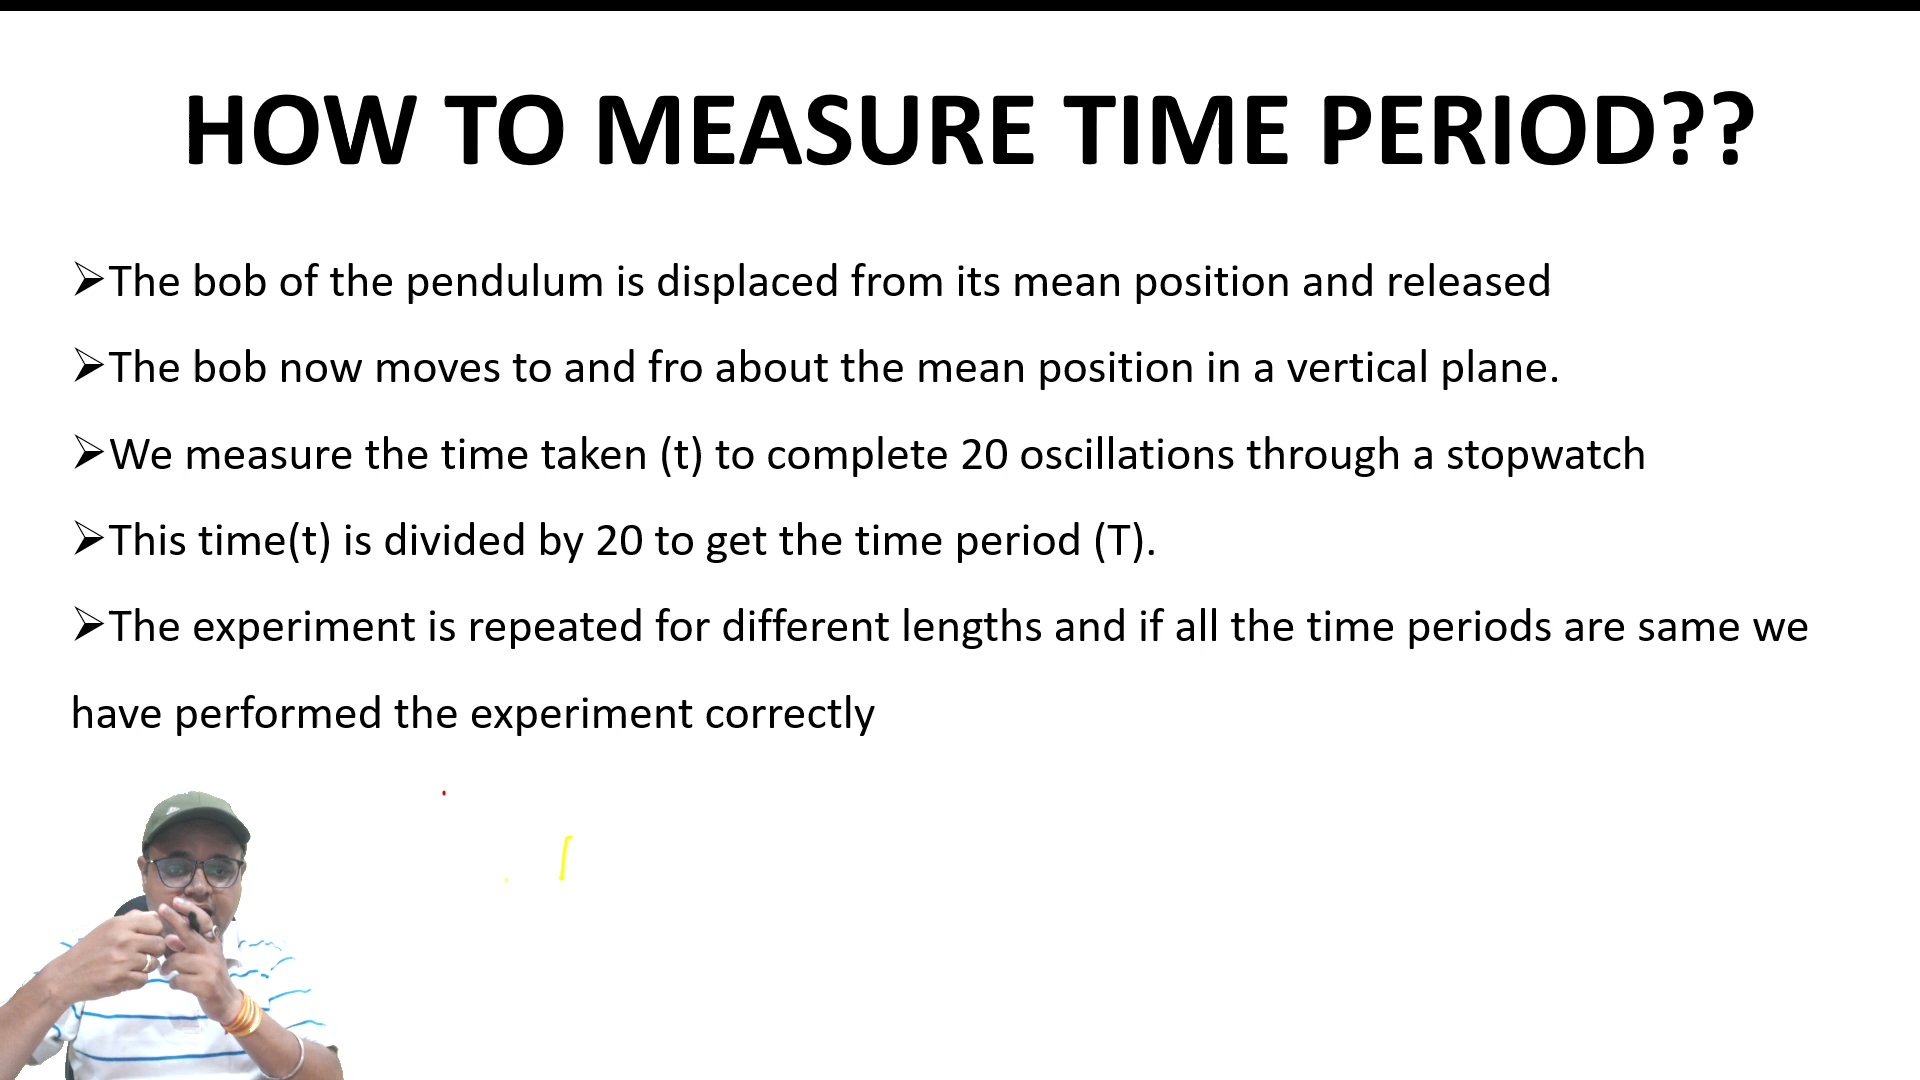 HOW TO MEASURE TIME PERIOD??
➢The bob of the pendulum is displaced from its mean position and released
➢The bob now moves to and fro about the mean position in a vertical plane.
➢We measure the time taken (t) to complete 20 oscillations through a stopwatch
➢This time(t) is divided by 20 to get the time period (T).
➢The experiment is repeated for different lengths and if all the time periods are same we
have performed the experiment correctly